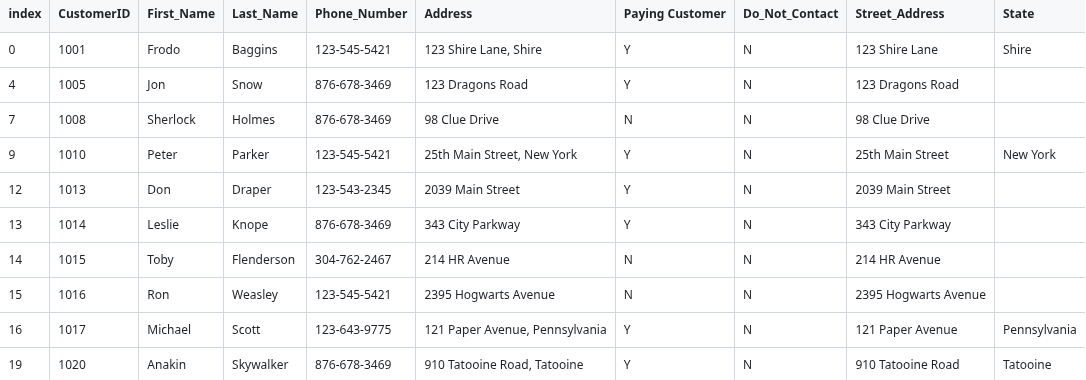 index CustomerID First_Name Last_Name Phone_Number Address Paying Customer Do_Not_Contact Street_Address State
0 1001 Frodo Baggins 123-545-5421 123 Shire Lane, Shire Y N 123 Shire Lane Shire
4 1005 Jon Snow 876-678-3469 123 Dragons Road Y N 123 Dragons Road
7 1008 Sherlock Holmes 876-678-3469 98 Clue Drive N N 98 Clue Drive
9 1010 Peter Parker 123-545-5421 25th Main Street, New York Y N 25th Main Street New York
12 1013 Don Draper 123-543-2345 2039 Main Street Y N 2039 Main Street
13 1014 Leslie Knope 876-678-3469 343 City Parkway Y N 343 City Parkway
14 1015 Toby Flenderson 304-762-2467 214 HR Avenue N N 214 HR Avenue
15 1016 Ron Weasley 123-545-5421 2395 Hogwarts Avenue N N 2395 Hogwarts Avenue
16 1017 Michael Scott 123-643-9775 121 Paper Avenue, Pennsylvania Y N 121 Paper Avenue Pennsylvania
19 1020 Anakin Skywalker 876-678-3469 910 Tatooine Road, Tatooine Y N 910 Tatooine Road Tatooine